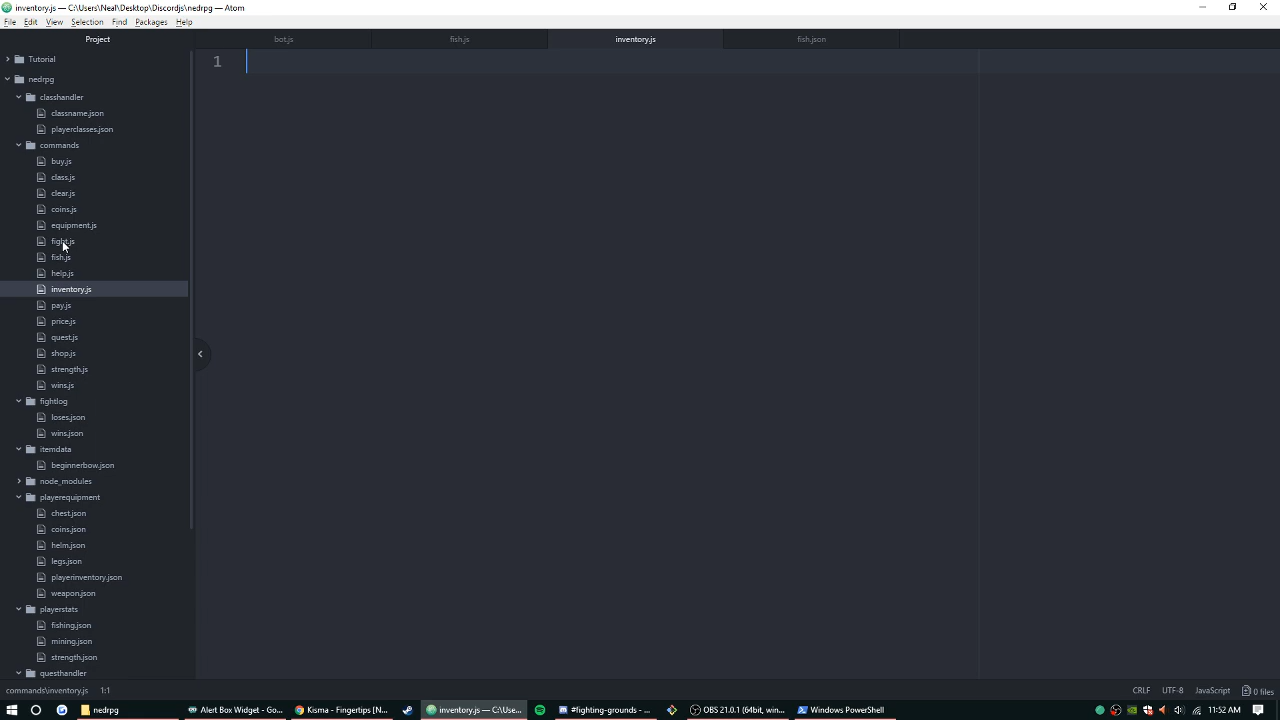 inventory.js — C:\Users\Neal\Desktop\Discordjs\nedrpg — Atom
File Edit View Selection Find Packages Help
Project
bot.js fish.js inventory.js fish.json
Tutorial
nedrpg
classhandler
classname.json
playerclasses.json
commands
buy.js
class.js
clear.js
coins.js
equipment.js
fight.js
fish.js
help.js
inventory.js
pay.js
price.js
quest.js
shop.js
strength.js
wins.js
fightlog
loses.json
wins.json
itemdata
beginnerbow.json
node_modules
playerequipment
chest.json
coins.json
helm.json
legs.json
playerinventory.json
weapon.json
playerstats
fishing.json
mining.json
strength.json
questhandler
1
commands\inventory.js 1:1 CRLF UTF-8 JavaScript 0 files
nedrpg Alert Box Widget - Go... Kisma - Fingertips [N... inventory.js — C:\Use... #fighting-grounds - ... OBS 21.0.1 (64bit, win... Windows PowerShell 11:52 AM